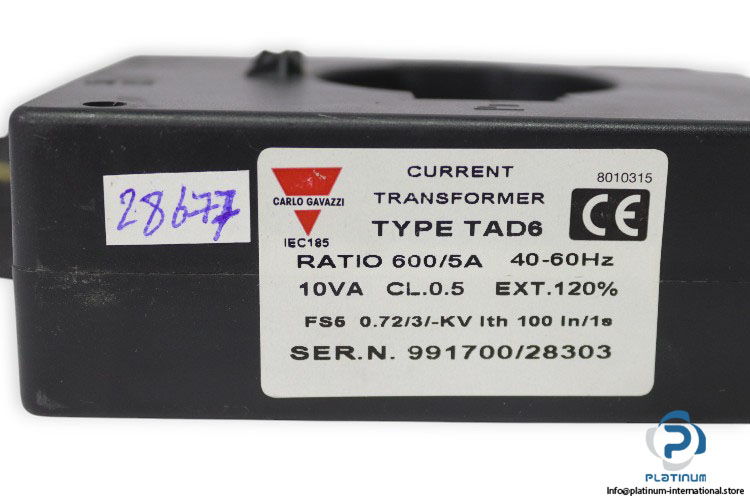 28677
CARLO GAVAZZI
IEC185
CURRENT
TRANSFORMER
TYPE TAD6
8010315
CE
RATIO 600/5A 40-60Hz
10VA CL.0.5 EXT.120%
FS5 0.72/3/-KV Ith 100 In/1s
SER.N. 991700/28303
PLATINUM
Info@platinum-international.store